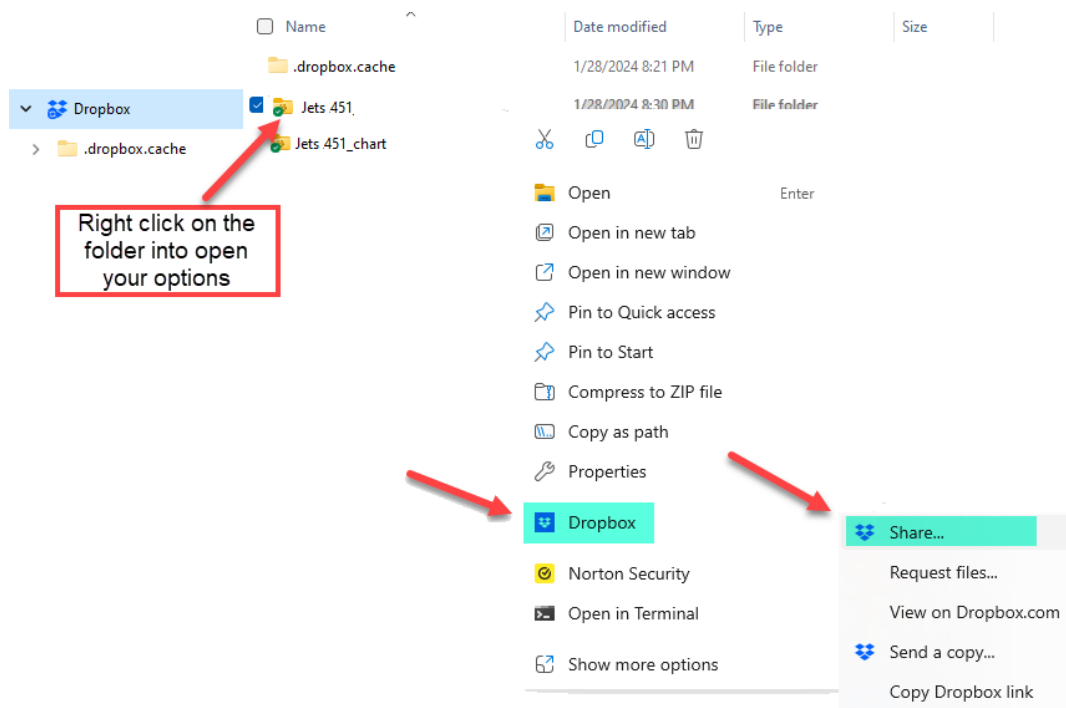 Name
Date modified
Type
Size
.dropbox.cache
1/28/2024 8:21 PM
File folder
Dropbox
Jets 451
1/28/2024 8:30 PM
File folder
.dropbox.cache
Jets 451_chart
Right click on the
folder into open
your options
Open
Enter
Open in new tab
Open in new window
Pin to Quick access
Pin to Start
Compress to ZIP file
Copy as path
Properties
Dropbox
Norton Security
Open in Terminal
Show more options
Share...
Request files...
View on Dropbox.com
Send a copy...
Copy Dropbox link